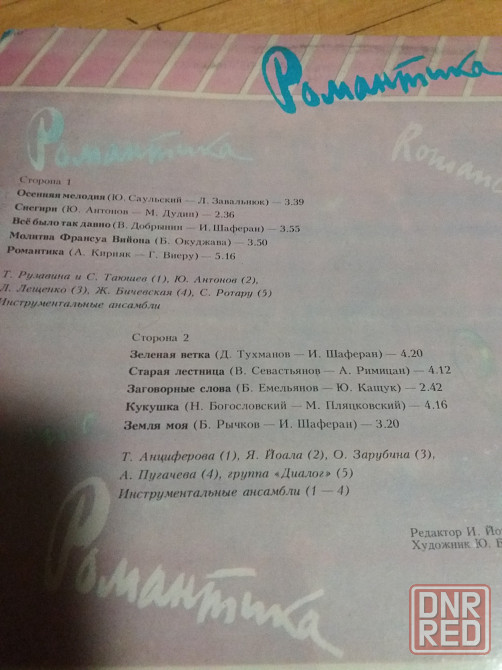 Романтика
Романтика
Romanc
Сторона 1
Осенняя мелодия (Ю. Саульский — Л. Завальнюк) — 3.39
Снегири (Ю. Антонов — М. Дудин) — 2.36
Всё было так давно (В. Добрынин — И. Шаферан) — 3.55
Молитва Франсуа Вийона (Б. Окуджава) — 3.50
Романтика (А. Кирияк — Г. Виеру) — 5.16
Т. Рузавина и С. Таюшев (1), Ю. Антонов (2),
Л. Лещенко (3), Ж. Бичевская (4), С. Ротару (5)
Инструментальные ансамбли
Сторона 2
Зеленая ветка (Д. Тухманов — И. Шаферан) — 4.20
Старая лестница (В. Севастьянов — А. Римицан) — 4.12
Заговорные слова (Б. Емельянов — Ю. Кащук) — 2.42
Кукушка (Н. Богословский — М. Пляцковский) — 4.16
Земля моя (Б. Рычков — И. Шаферан) — 3.20
Т. Анциферова (1), Я. Йоала (2), О. Зарубина (3),
А. Пугачева (4), группа «Диалог» (5)
Инструментальные ансамбли (1 — 4)
Редактор И. Йо
Художник Ю. Б
Романтика
DNR
RED